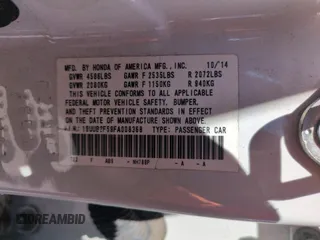 MFD. BY HONDA OF AMERICA MFG., INC. 10/14
GVWR 4586LBS GAWR F 2535LBS R 2072LBS
GVWR 2080KG GAWR F 1150KG R 940KG
THIS VEHICLE CONFORMS TO ALL APPLICABLE
FEDERAL MOTOR VEHICLE SAFETY, BUMPER, AND
THEFT PREVENTION STANDARDS IN EFFECT ON THE
DATE OF MANUFACTURE SHOWN ABOVE.
TYPE: PASSENGER CAR
DREAMBID